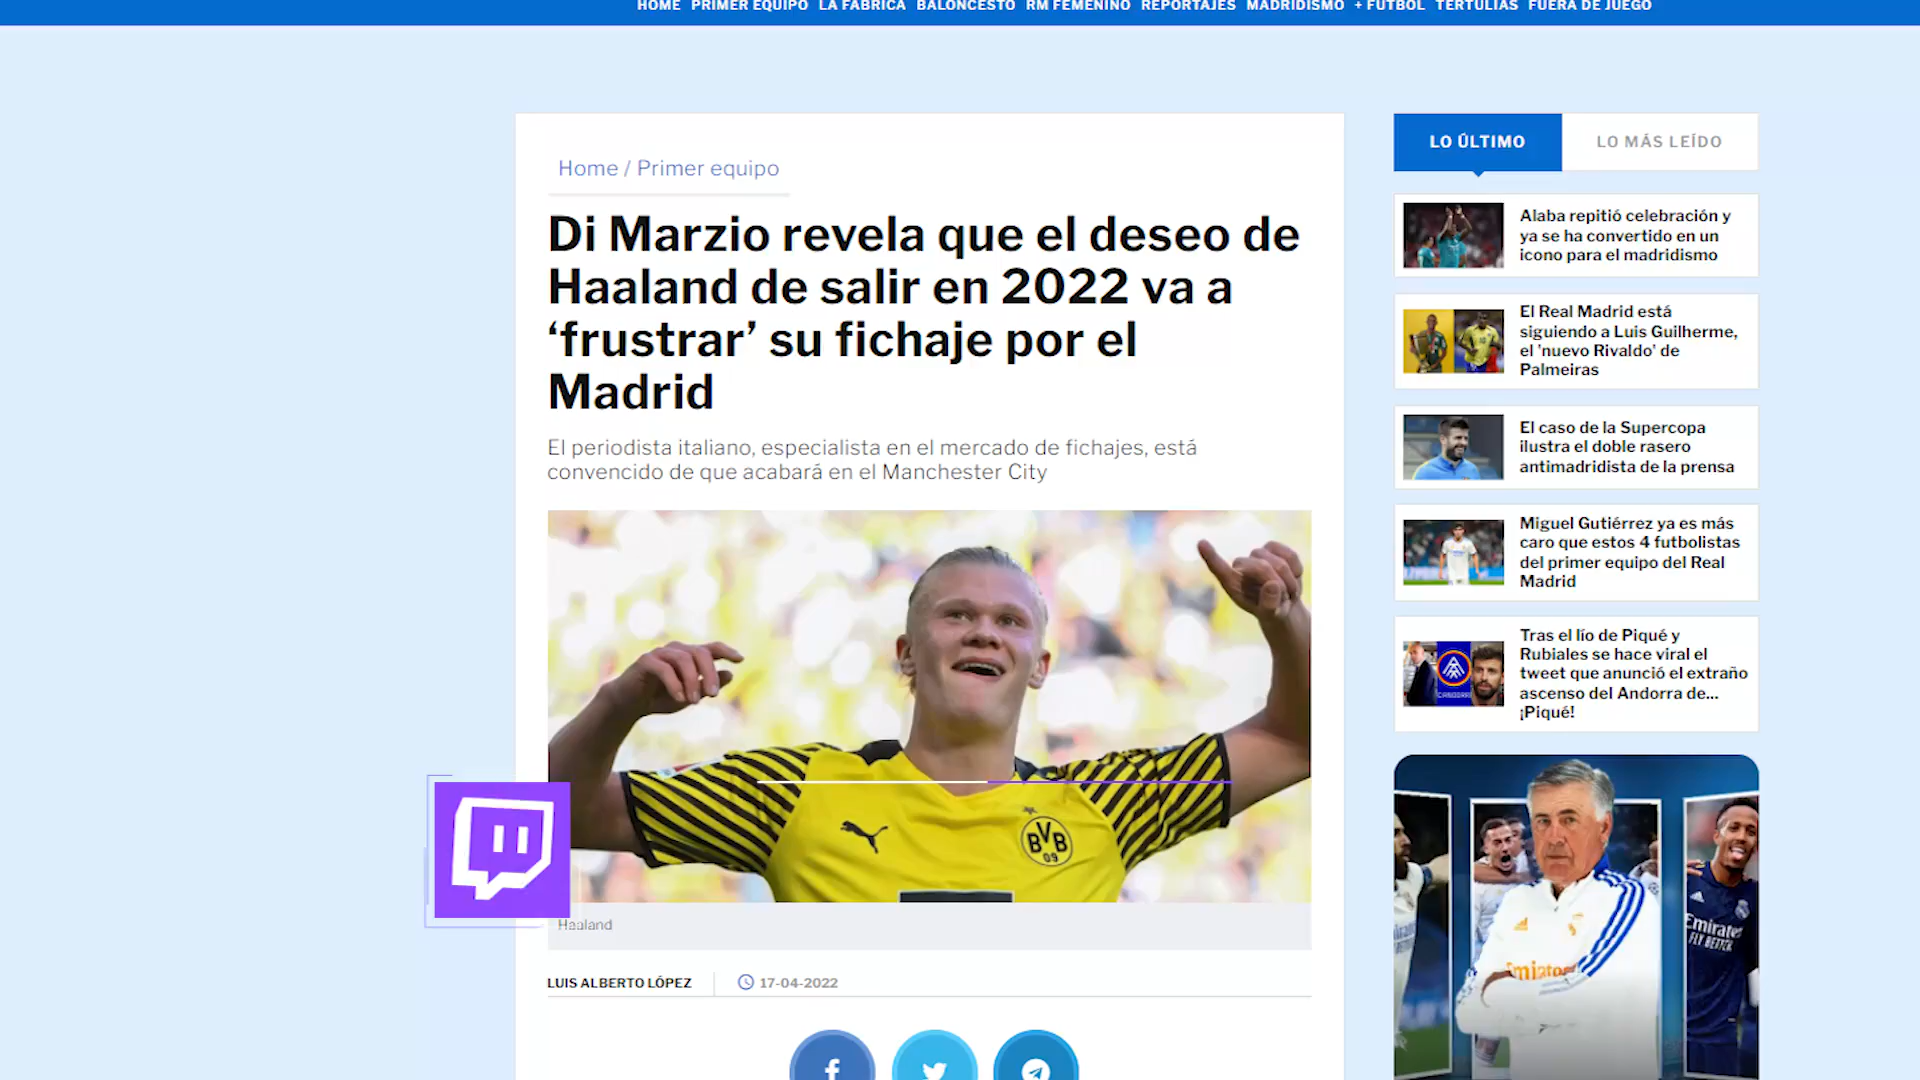 HOME PRIMER EQUIPO LA FÁBRICA BALONCESTO RM FEMENINO REPORTAJES MADRIDISMO + FÚTBOL TERTULIAS FUERA DE JUEGO
Home / Primer equipo
Di Marzio revela que el deseo de
Haaland de salir en 2022 va a
‘frustrar’ su fichaje por el
Madrid
El periodista italiano, especialista en el mercado de fichajes, está
convencido de que acabará en el Manchester City
BVB
09
Haaland
LUIS ALBERTO LÓPEZ
17-04-2022
LO ÚLTIMO
LO MÁS LEÍDO
Alaba repitió celebración y
ya se ha convertido en un
icono para el madridismo
El Real Madrid está
siguiendo a Luis Guilherme,
el 'nuevo Rivaldo' de
Palmeiras
El caso de la Supercopa
ilustra el doble rasero
antimadridista de la prensa
Miguel Gutiérrez ya es más
caro que estos 4 futbolistas
del primer equipo del Real
Madrid
Tras el lío de Piqué y
Rubiales se hace viral el
tweet que anunció el extraño
ascenso del Andorra de...
¡Piqué!
Emirates
FLY BETTER